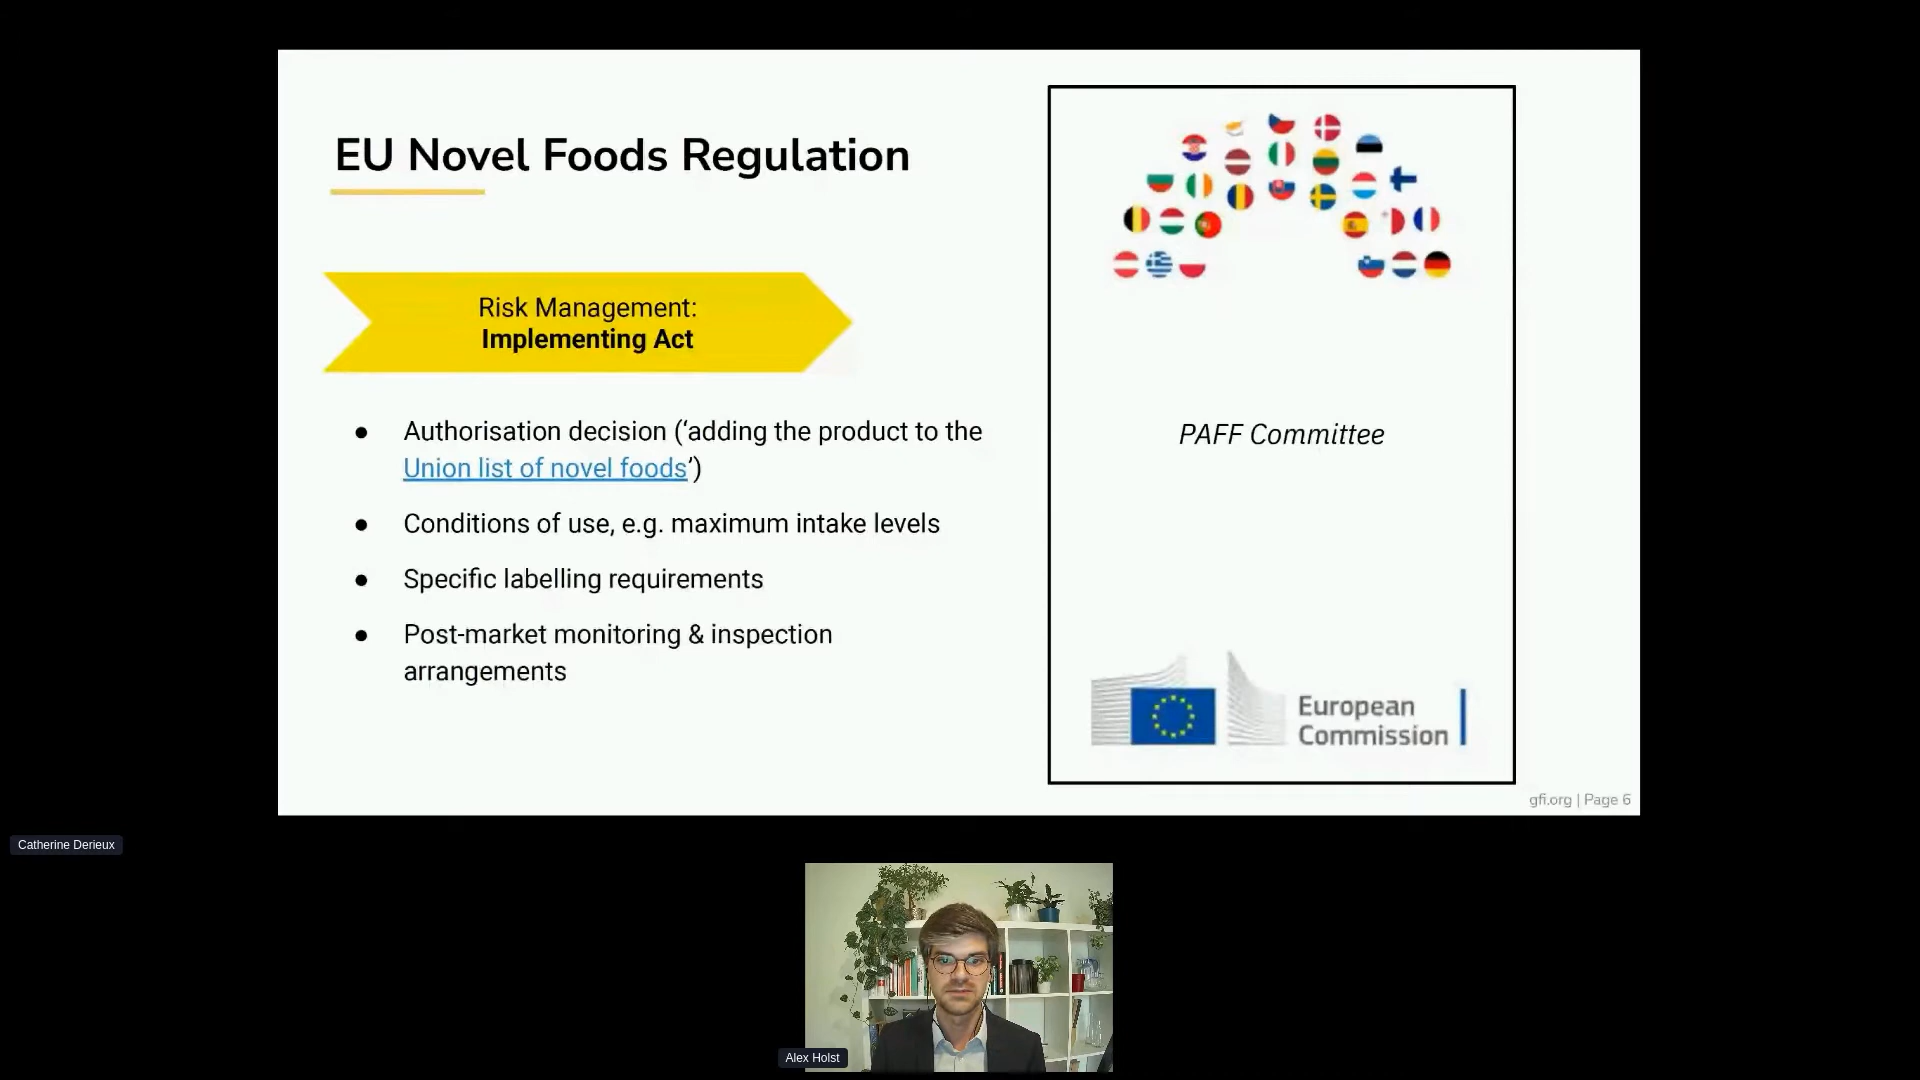 EU Novel Foods Regulation
Risk Management:
Implementing Act
● Authorisation decision (‘adding the product to the
Union list of novel foods’)
● Conditions of use, e.g. maximum intake levels
● Specific labelling requirements
● Post-market monitoring & inspection
arrangements
PAFF Committee
European
Commission
gfi.org | Page 6
Catherine Derieux
Alex Holst